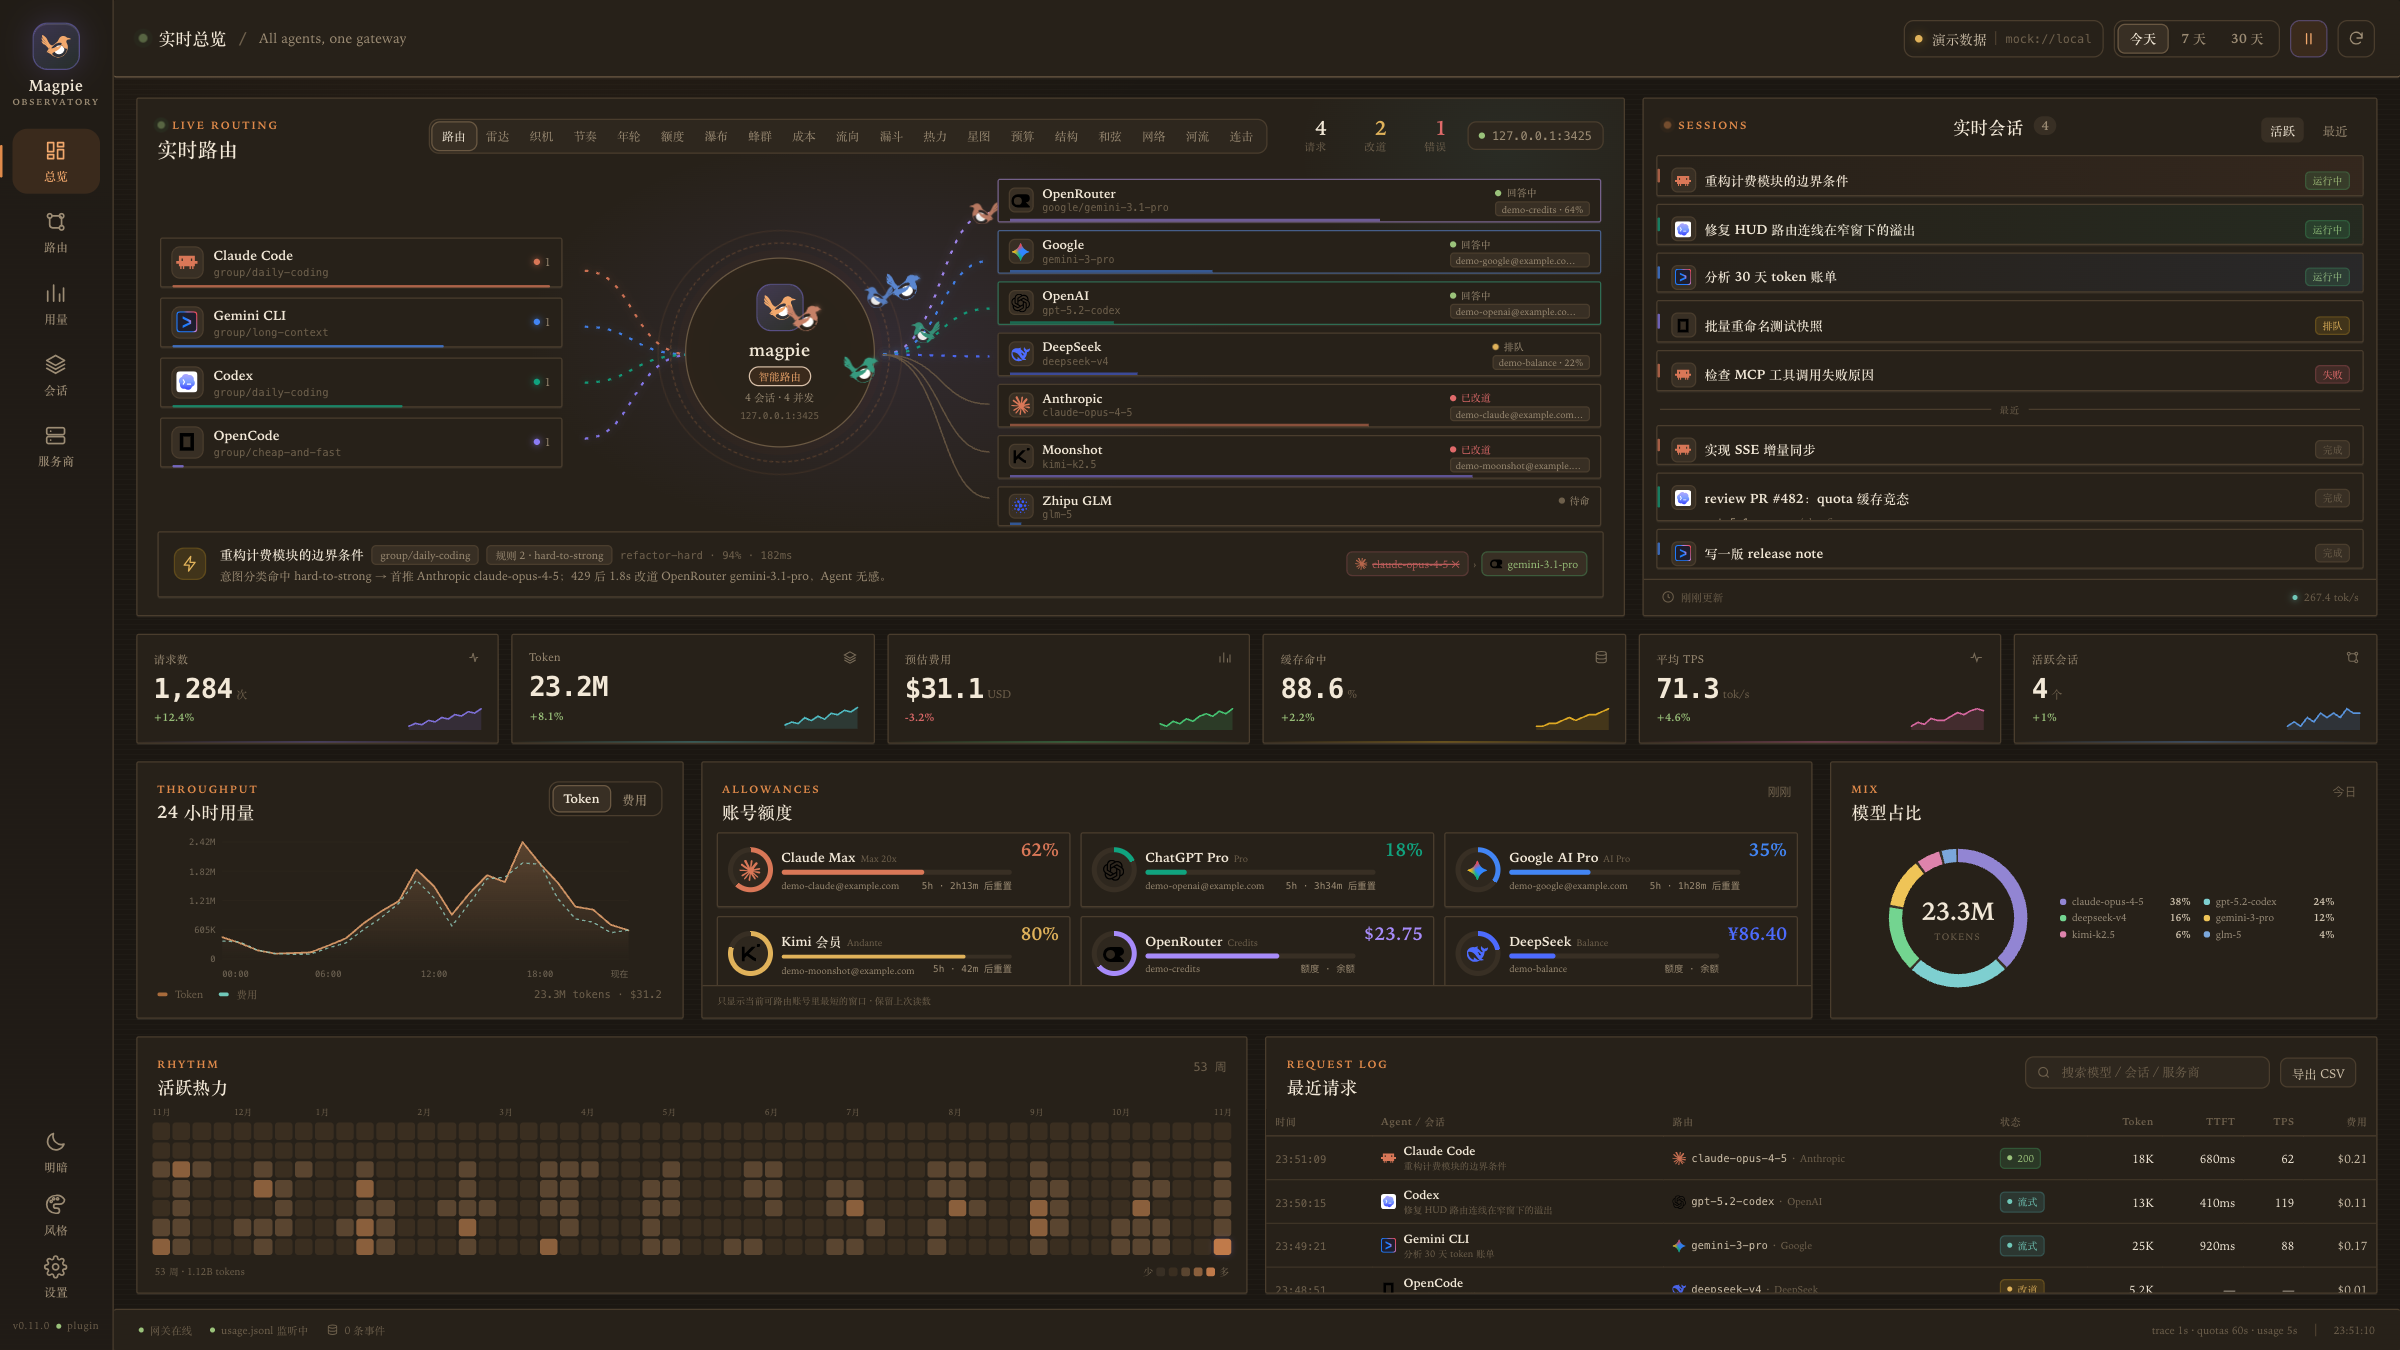 Magpie
OBSERVATORY
总览
路由
用量
会话
服务商
明暗
风格
设置
v0.11.0 ● plugin
实时总览 / All agents, one gateway
演示数据 | mock://local
今天 7 天 30 天
LIVE ROUTING
实时路由
路由 雷达 织机 节奏 年轮 额度 瀑布 蜂群 成本 流向 漏斗 热力 星图 预算 结构 和弦 网络 河流 连击
4 请求
2 改道
1 错误
127.0.0.1:3425
Claude Code 1
group/daily-coding
Gemini CLI 1
group/long-context
Codex 1
group/daily-coding
OpenCode 1
group/cheap-and-fast
magpie
智能路由
4 会话 · 4 并发
127.0.0.1:3425
OpenRouter 回答中
google/gemini-3.1-pro demo-credits · 64%
Google 回答中
gemini-3-pro demo-google@example.co...
OpenAI 回答中
gpt-5.2-codex demo-openai@example.co...
DeepSeek 排队
deepseek-v4 demo-balance · 22%
Anthropic 已改道
claude-opus-4-5 demo-claude@example.com...
Moonshot 已改道
kimi-k2.5 demo-moonshot@example....
Zhipu GLM 待命
glm-5
重构计费模块的边界条件 group/daily-coding 规则 2 · hard-to-strong refactor-hard · 94% · 182ms
意图分类命中 hard-to-strong → 首推 Anthropic claude-opus-4-5；429 后 1.8s 改道 OpenRouter gemini-3.1-pro，Agent 无感。
claude-opus-4-5 × › gemini-3.1-pro
SESSIONS
实时会话 4
活跃 最近
重构计费模块的边界条件 运行中
修复 HUD 路由连线在窄窗下的溢出 运行中
分析 30 天 token 账单 运行中
批量重命名测试快照 排队
检查 MCP 工具调用失败原因 失败
最近
实现 SSE 增量同步 完成
review PR #482：quota 缓存竞态 完成
写一版 release note 完成
刚刚更新 267.4 tok/s
请求数
1,284 次
+12.4%
Token
23.2M
+8.1%
预估费用
$31.1 USD
-3.2%
缓存命中
88.6 %
+2.2%
平均 TPS
71.3 tok/s
+4.6%
活跃会话
4 个
+1%
THROUGHPUT
24 小时用量
Token 费用
2.42M
1.82M
1.21M
605K
0
00:00 06:00 12:00 18:00 现在
Token 费用 23.3M tokens · $31.2
ALLOWANCES
账号额度
刚刚
Claude Max Max 20x 62%
demo-claude@example.com 5h · 2h13m 后重置
ChatGPT Pro Pro 18%
demo-openai@example.com 5h · 3h34m 后重置
Google AI Pro AI Pro 35%
demo-google@example.com 5h · 1h28m 后重置
Kimi 会员 Andante 80%
demo-moonshot@example.com 5h · 42m 后重置
OpenRouter Credits $23.75
demo-credits 额度 · 余额
DeepSeek Balance ¥86.40
demo-balance 额度 · 余额
只显示当前可路由账号里最短的窗口 · 保留上次读数
MIX
模型占比
今日
23.3M
TOKENS
claude-opus-4-5 38% gpt-5.2-codex 24%
deepseek-v4 16% gemini-3-pro 12%
kimi-k2.5 6% glm-5 4%
RHYTHM
活跃热力
53 周
11月 12月 1月 2月 3月 4月 5月 6月 7月 8月 9月 10月 11月
53 周 · 1.12B tokens
少 多
REQUEST LOG
最近请求
搜索模型 / 会话 / 服务商
导出 CSV
时间 Agent / 会话 路由 状态 Token TTFT TPS 费用
23:51:09 Claude Code claude-opus-4-5 · Anthropic 200 18K 680ms 62 $0.21
重构计费模块的边界条件
23:50:15 Codex gpt-5.2-codex · OpenAI 流式 13K 410ms 119 $0.11
修复 HUD 路由连线在窄窗下的溢出
23:49:21 Gemini CLI gemini-3-pro · Google 流式 25K 920ms 88 $0.17
分析 30 天 token 账单
23:48:51 OpenCode deepseek-v4 · DeepSeek 改道 5.2K — — $0.01
网关在线 usage.jsonl 监听中 0 条事件
trace 1s · quotas 60s · usage 5s | 23:51:10